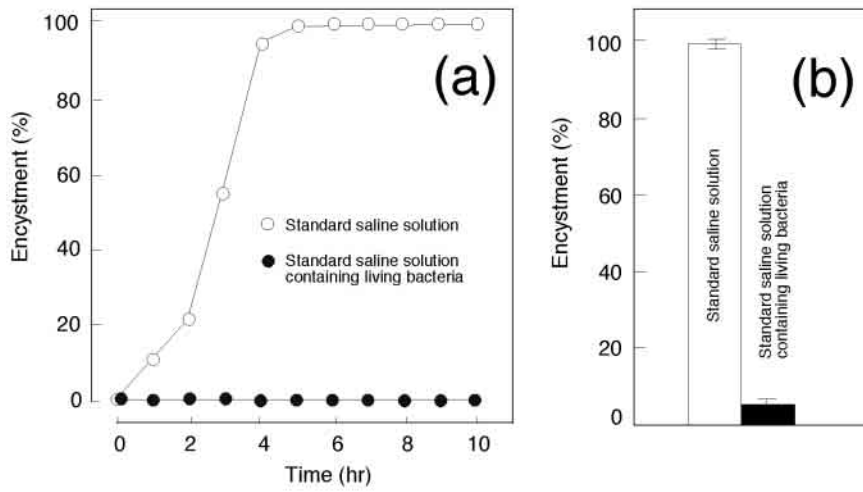 (a)
Encystment (%)
100
80
60
40
20
0
Standard saline solution
Standard saline solution
containing living bacteria
0 2 4 6 8 10
Time (hr)
(b)
Encystment (%)
100
80
60
40
20
0
Standard saline solution
Standard saline solution
containing living bacteria